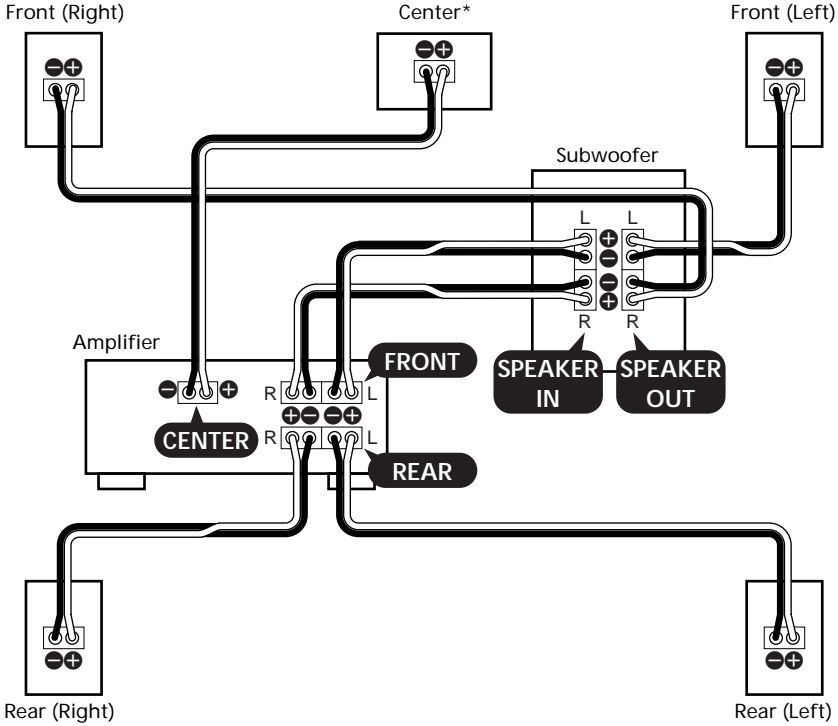 Front (Right)
Center*
Front (Left)
Subwoofer
L
L
R
R
SPEAKER
IN
SPEAKER
OUT
Amplifier
FRONT
R
L
CENTER
R
L
REAR
Rear (Right)
Rear (Left)